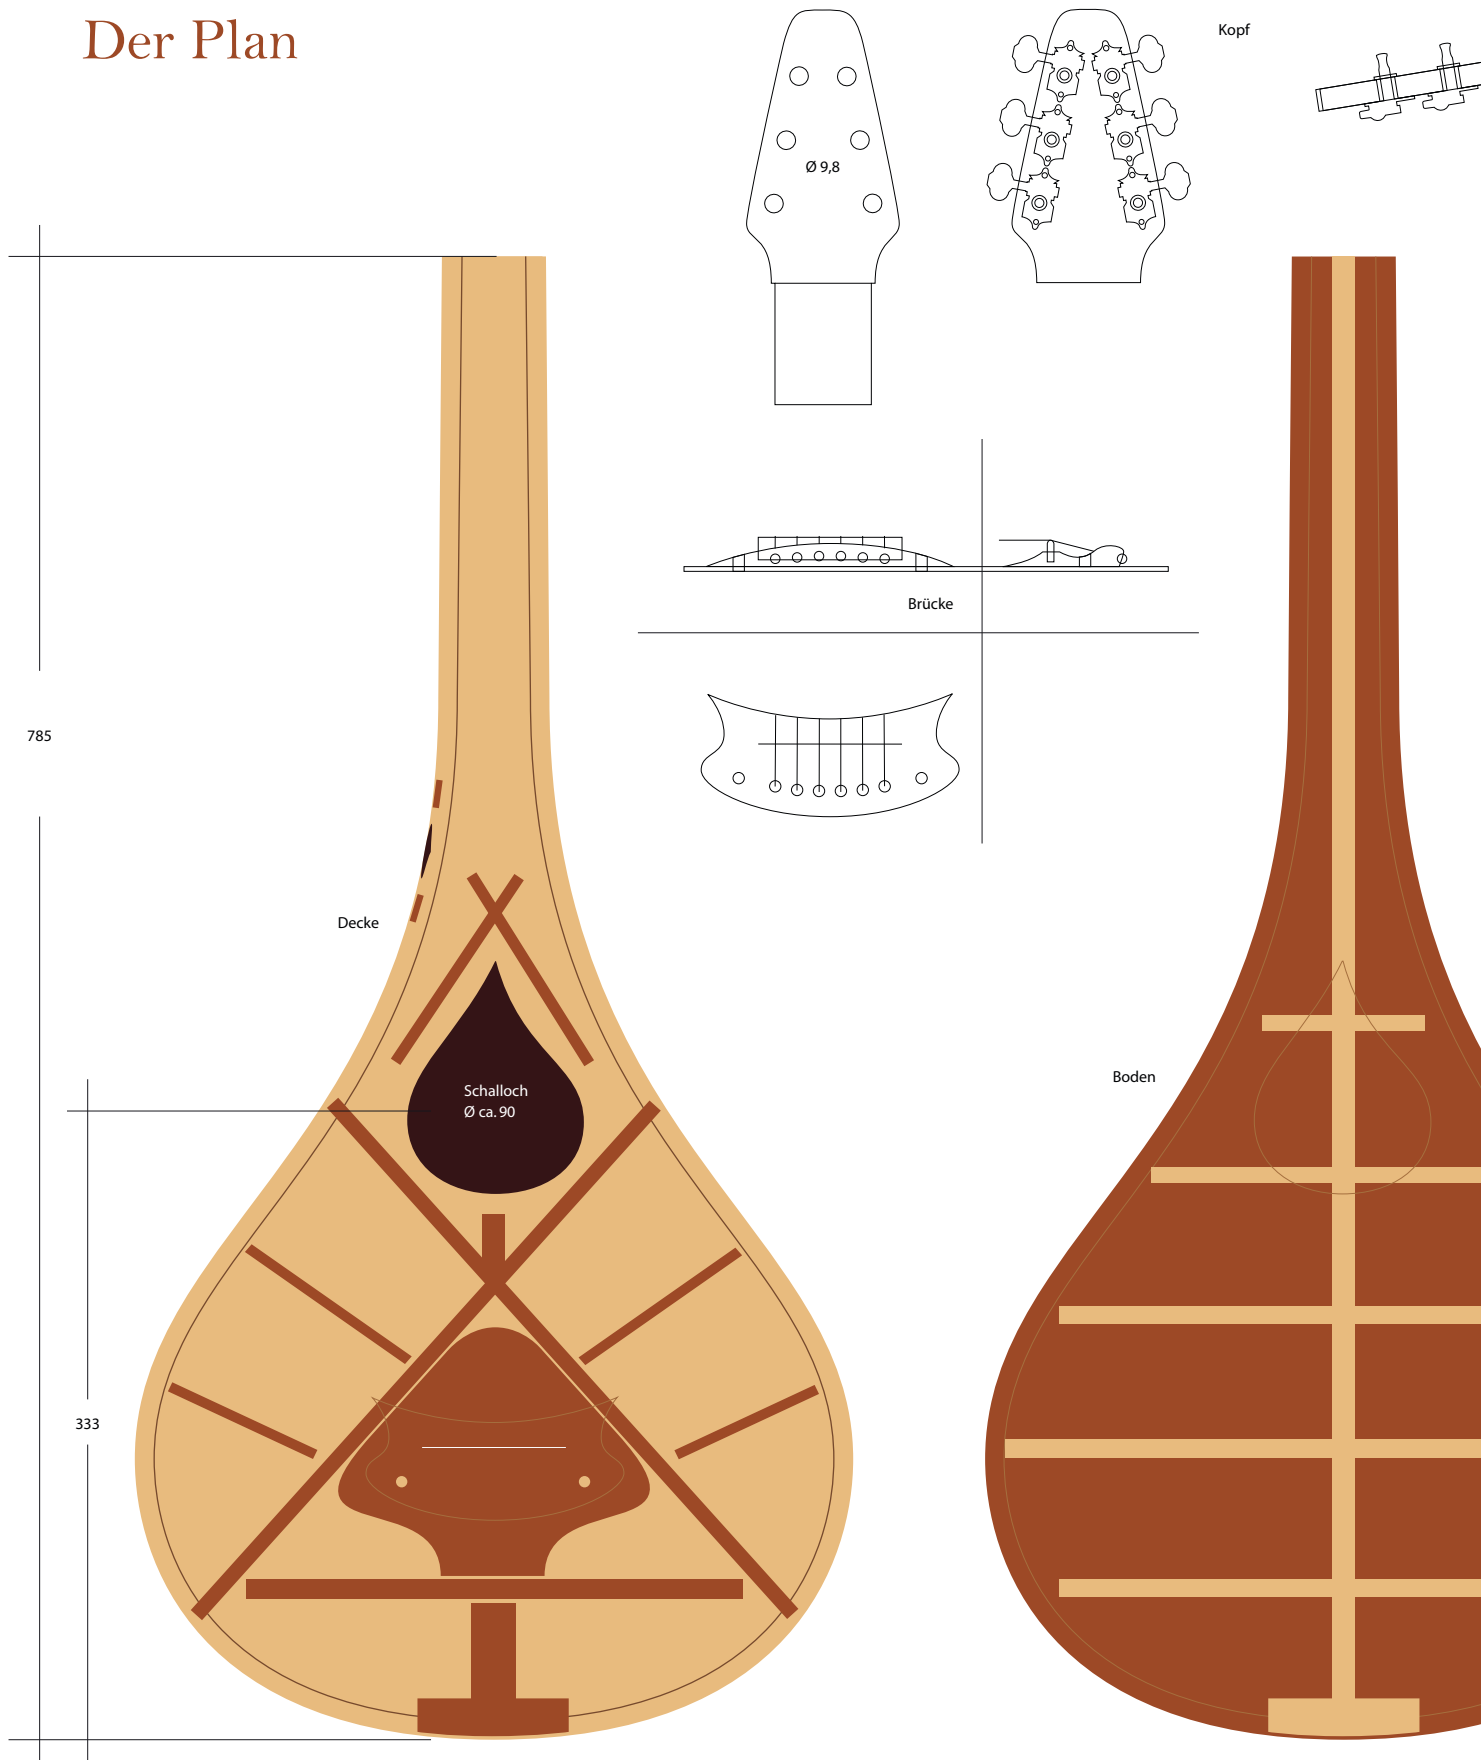 Der Plan
Kopf
Ø 9,8
785
Brücke
Decke
Boden
Schalloch
Ø ca. 90
333